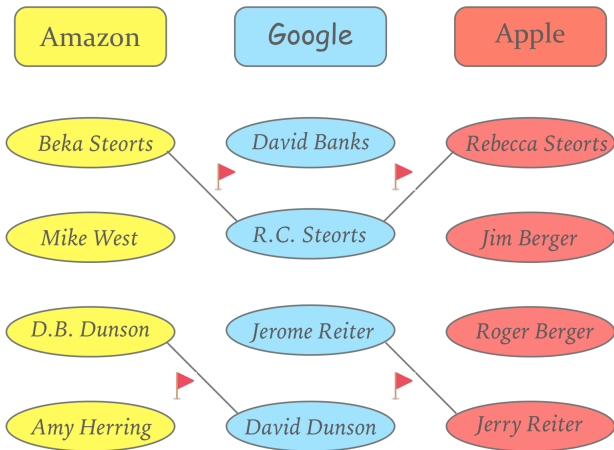 Amazon Google Apple
Beka Steorts David Banks Rebecca Steorts
Mike West R.C. Steorts Jim Berger
D.B. Dunson Jerome Reiter Roger Berger
Amy Herring David Dunson Jerry Reiter